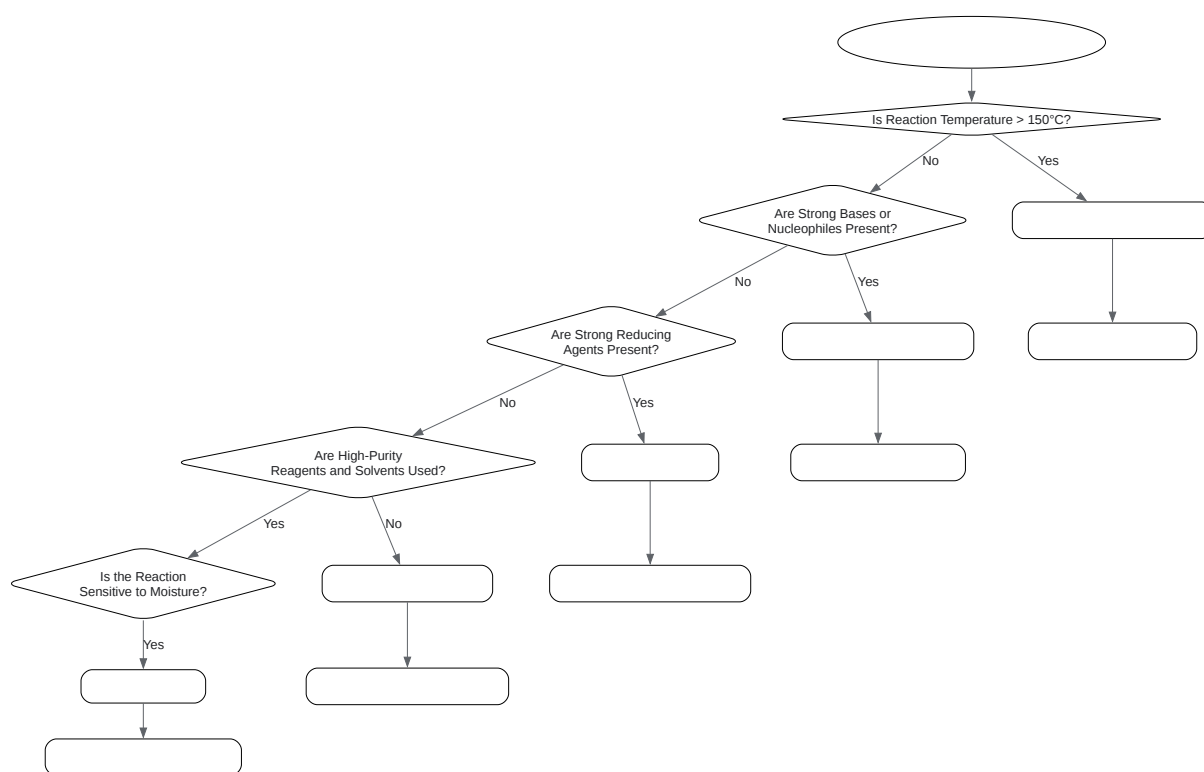 Is Reaction Temperature > 150°C?
No
Yes
Are Strong Bases or
Nucleophiles Present?
No
Yes
Are Strong Reducing
Agents Present?
No
Yes
Are High-Purity
Reagents and Solvents Used?
Yes
No
Is the Reaction
Sensitive to Moisture?
Yes